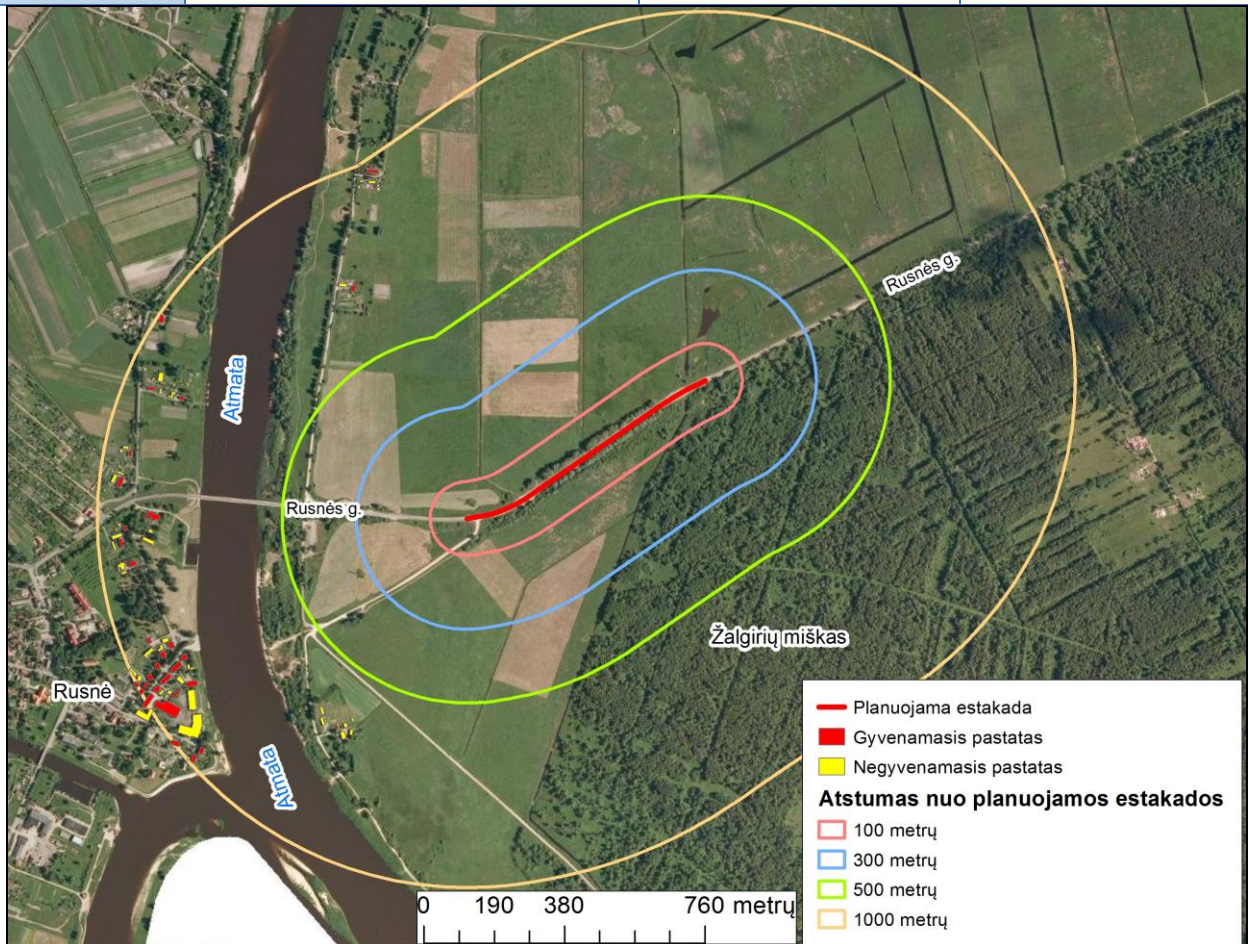 Rusnės g.
Atmata
Rusnės g.
Žalgirių miškas
Rusnė
Atmata
Planuojama estakada
Gyvenamasis pastatas
Negyvenamasis pastatas
Atstumas nuo planuojamos estakados
100 metrų
300 metrų
500 metrų
1000 metrų
0 190 380 760 metrų